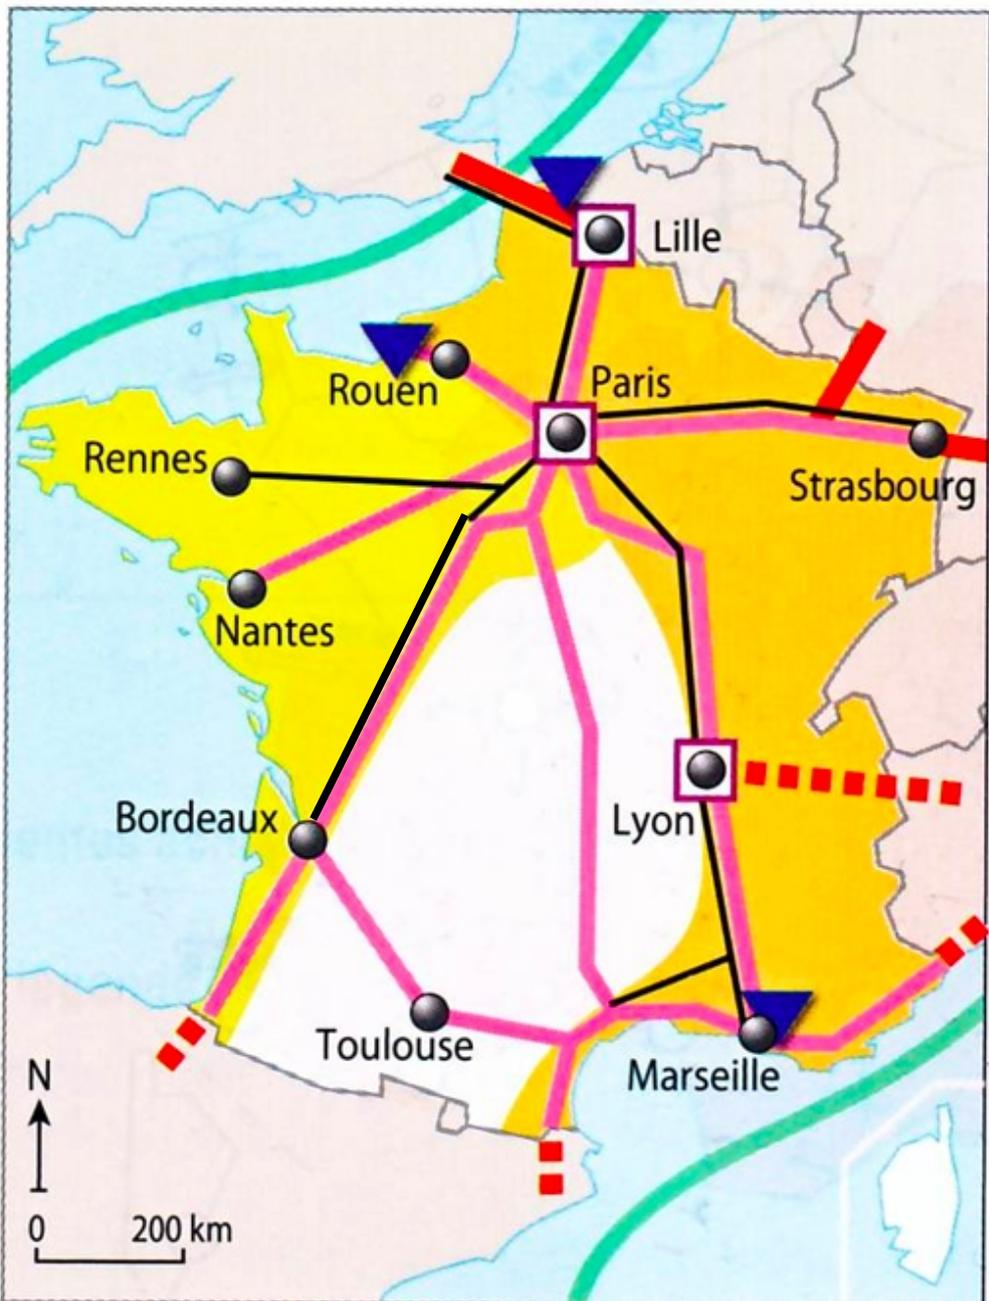 Lille
Paris
Rouen
Rennes
Strasbourg
Nantes
Bordeaux
Lyon
Toulouse
Marseille
N
0 200 km